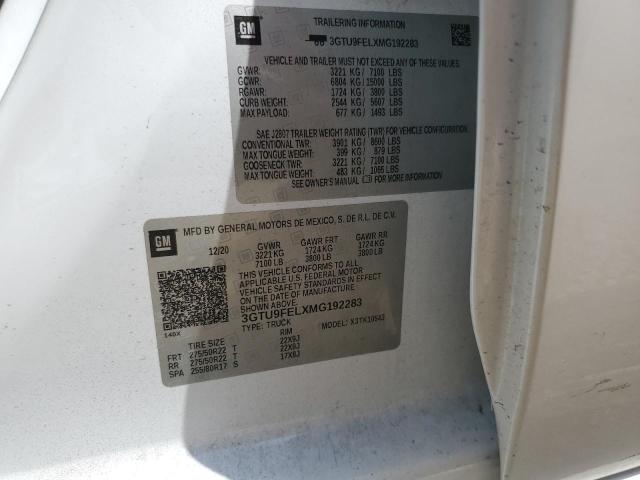 GM
TRAILERING INFORMATION
3GTU9FELXMG192283
VEHICLE AND TRAILER MUST NOT EXCEED ANY OF THESE
GVWR: 3221 KG / 7100 LBS
GCWR: 6804 KG / 15000 LBS
RGAWR: 1724 KG / 3800 LBS
CURB WEIGHT: 2544 KG / 5607 LBS
MAX PAYLOAD: 677 KG / 1493 LBS
SAE J2807 TRAILER WEIGHT RATING (TWR) FOR VEHICLE CONFIGURATION.
CONVENTIONAL TWR: 3901 KG / 8600 LBS
MAX TONGUE WEIGHT: 399 KG / 879 LBS
GOOSENECK TWR: 3221 KG / 7100 LBS
MAX TONGUE WEIGHT: 483 KG / 1065 LBS
SEE OWNER'S MANUAL FOR MORE INFORMATION
GM
MFD BY GENERAL MOTORS DE MEXICO, S. DE R.L. DE C.V.
12/20 GVWR GAWR FRT GAWR RR
3221 KG 1724 KG 1724 KG
7100 LB 3800 LB 3800 LB
THIS VEHICLE CONFORMS TO ALL
APPLICABLE U.S. FEDERAL MOTOR
VEHICLE SAFETY STANDARDS IN EFFECT
ON THE DATE OF MANUFACTURE
SHOWN ABOVE.
3GTU9FELXMG192283
TYPE: TRUCK MODEL: X3TK10543
TIRE SIZE RIM
FRT 275/50R22 T 22X9J
RR 275/50R22 T 22X9J
SPA 255/80R17 S 17X8J